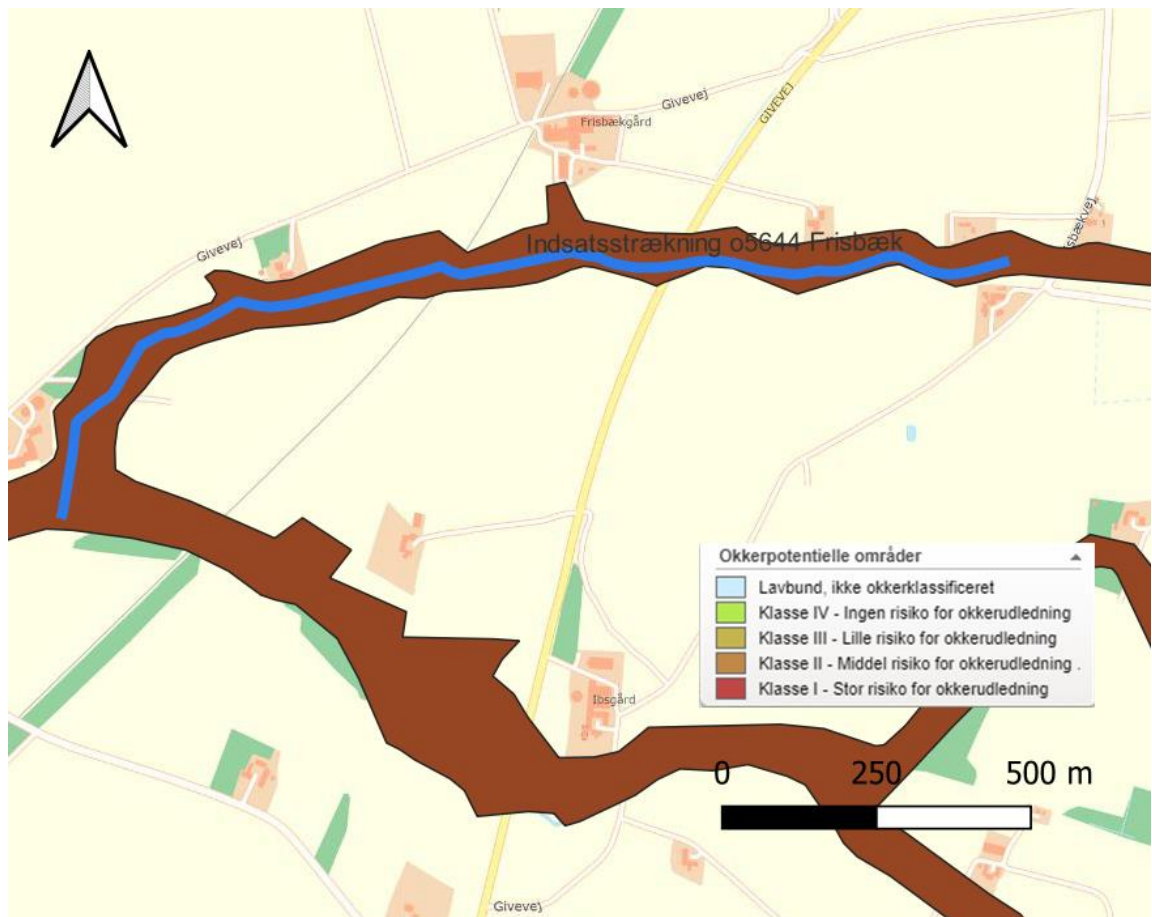 Givevej
GIVEVEJ
Frisbækgård
Givevej
sbækvej
Indsatsstrækning o5644 Frisbæk
Okkerpotentielle områder
Lavbund, ikke okkerklassificeret
Klasse IV - Ingen risiko for okkerudledning
Klasse III - Lille risiko for okkerudledning
Klasse II - Middel risiko for okkerudledning .
Klasse I - Stor risiko for okkerudledning
Ibsgård
0 250 500 m
Givevej